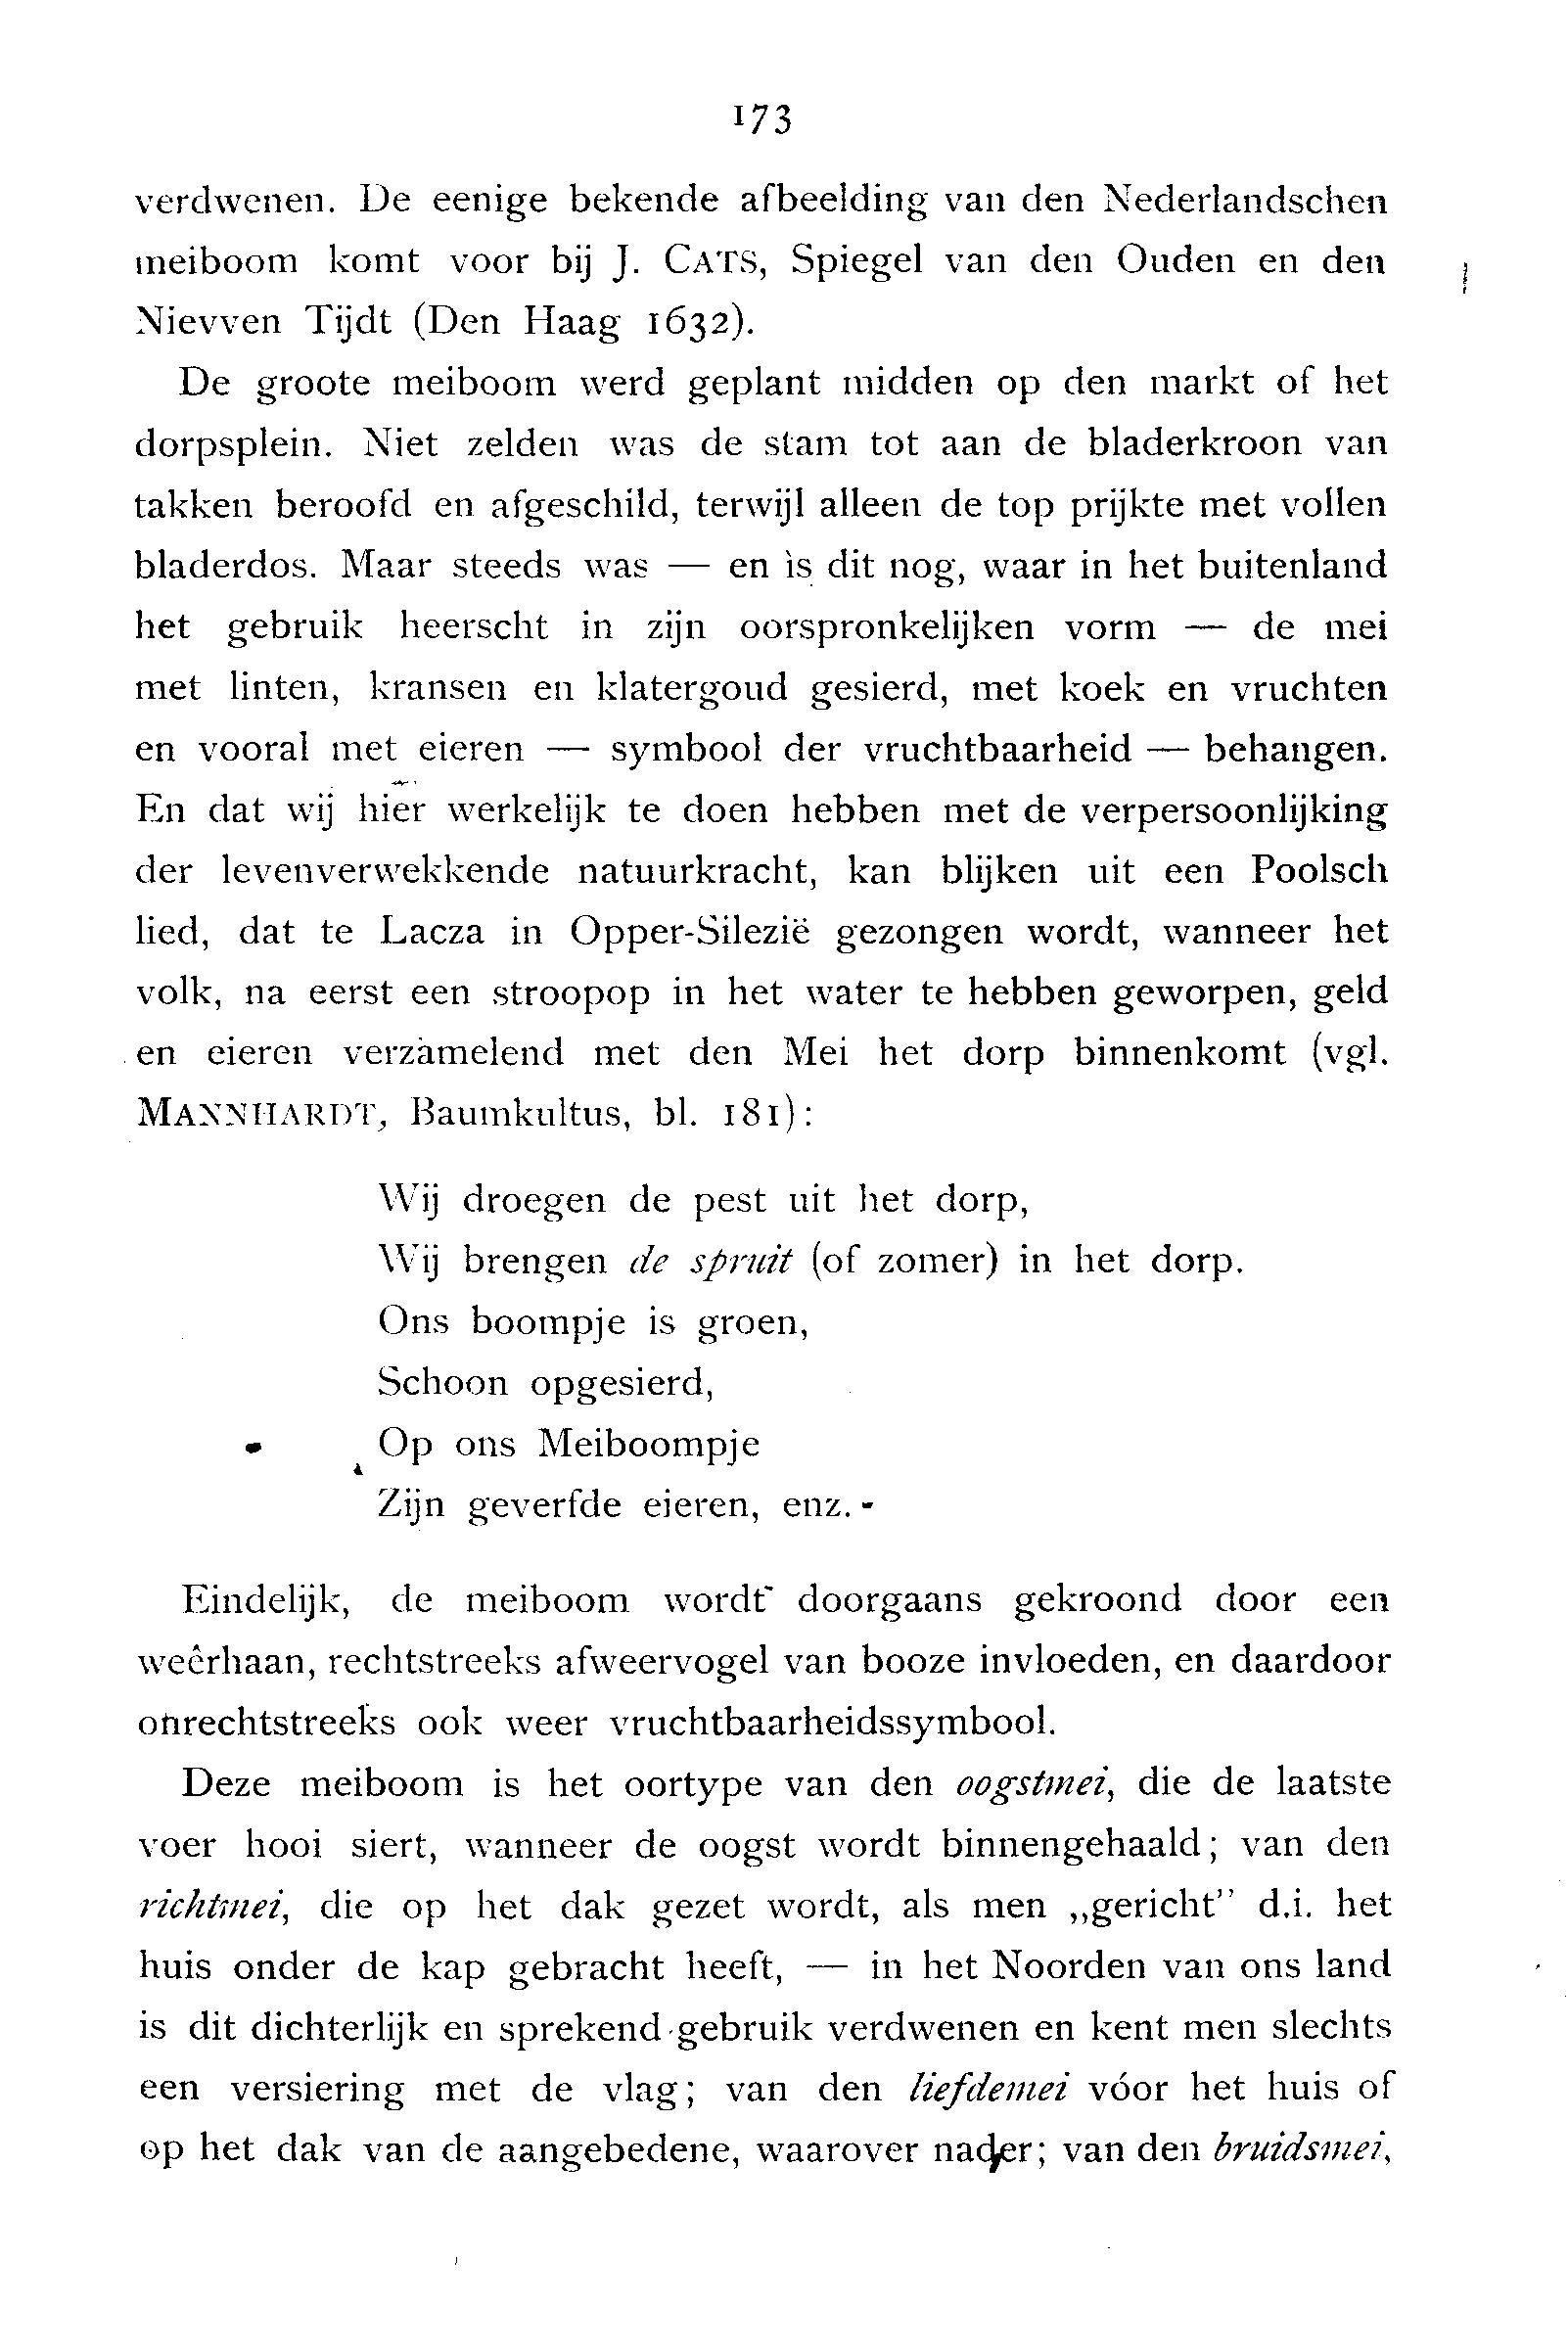 173
verdwenen. De eenige bekende afbeelding van den Nederlandschen
meiboom komt voor bij J. CATS, Spiegel van den Ouden en den
Nievven Tijdt (Den Haag 1632).
De groote meiboom werd geplant midden op den markt of het
dorpsplein. Niet zelden was de stam tot aan de bladerkroon van
takken beroofd en afgeschild, terwijl alleen de top prijkte met vollen
bladerdos. Maar steeds was — en is dit nog, waar in het buitenland
het gebruik heerscht in zijn oorspronkelijken vorm — de mei
met linten, kransen en klatergoud gesierd, met koek en vruchten
en vooral met eieren — symbool der vruchtbaarheid — behangen.
En dat wij hier werkelijk te doen hebben met de verpersoonlijking
der levenverwekkende natuurkracht, kan blijken uit een Poolsch
lied, dat te Lacza in Opper-Silezië gezongen wordt, wanneer het
volk, na eerst een stroopop in het water te hebben geworpen, geld
en eieren verzamelend met den Mei het dorp binnenkomt (vgl.
MANNHARDT, Baumkultus, bl. 181):
Wij droegen de pest uit het dorp,
Wij brengen de spruit (of zomer) in het dorp.
Ons boompje is groen,
Schoon opgesierd,
Op ons Meiboompje
Zijn geverfde eieren, enz.
Eindelijk, de meiboom wordt doorgaans gekroond door een
weêrhaan, rechtstreeks afweervogel van booze invloeden, en daardoor
onrechtstreeks ook weer vruchtbaarheidssymbool.
Deze meiboom is het oortype van den oogstmei, die de laatste
voer hooi siert, wanneer de oogst wordt binnengehaald; van den
richtmei, die op het dak gezet wordt, als men „gericht” d.i. het
huis onder de kap gebracht heeft, — in het Noorden van ons land
is dit dichterlijk en sprekend gebruik verdwenen en kent men slechts
een versiering met de vlag; van den liefdemei vóor het huis of
op het dak van de aangebedene, waarover nader; van den bruidsmei,